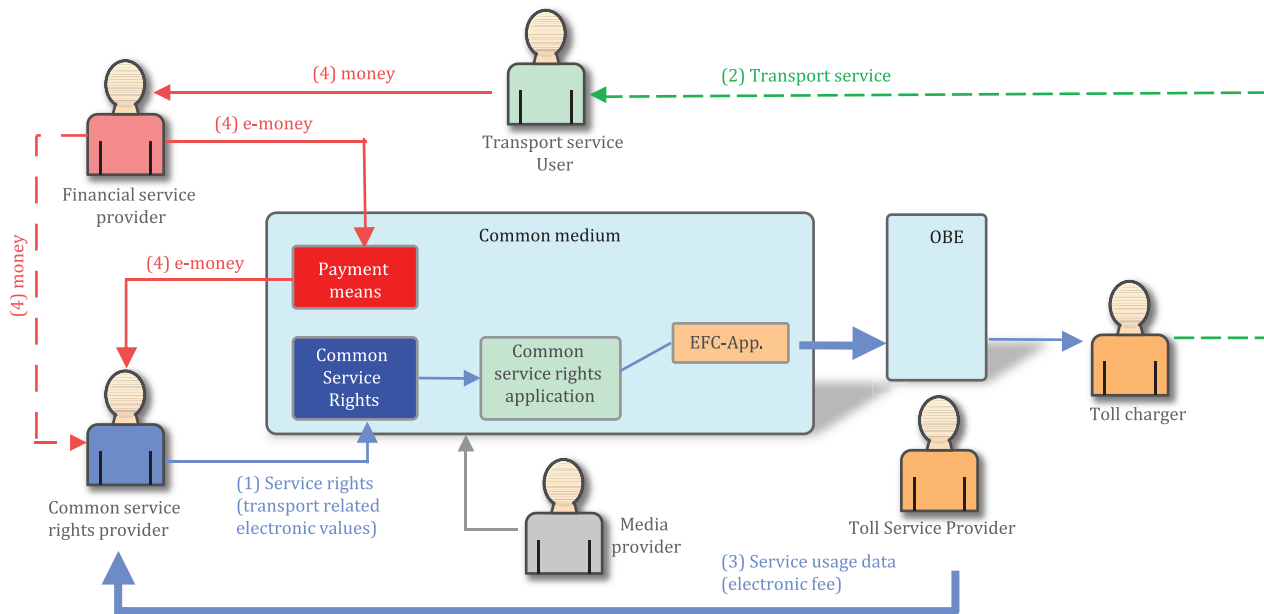 (4) money
(2) Transport service
(4) e-money
Transport service
User
Financial service
provider
Common medium
OBE
(4) money
(4) e-money
Payment
means
Common
Service
Rights
Common
service rights
application
EFC-App.
Toll charger
(1) Service rights
(transport related
electronic values)
Common service
rights provider
Media
provider
Toll Service Provider
(3) Service usage data
(electronic fee)